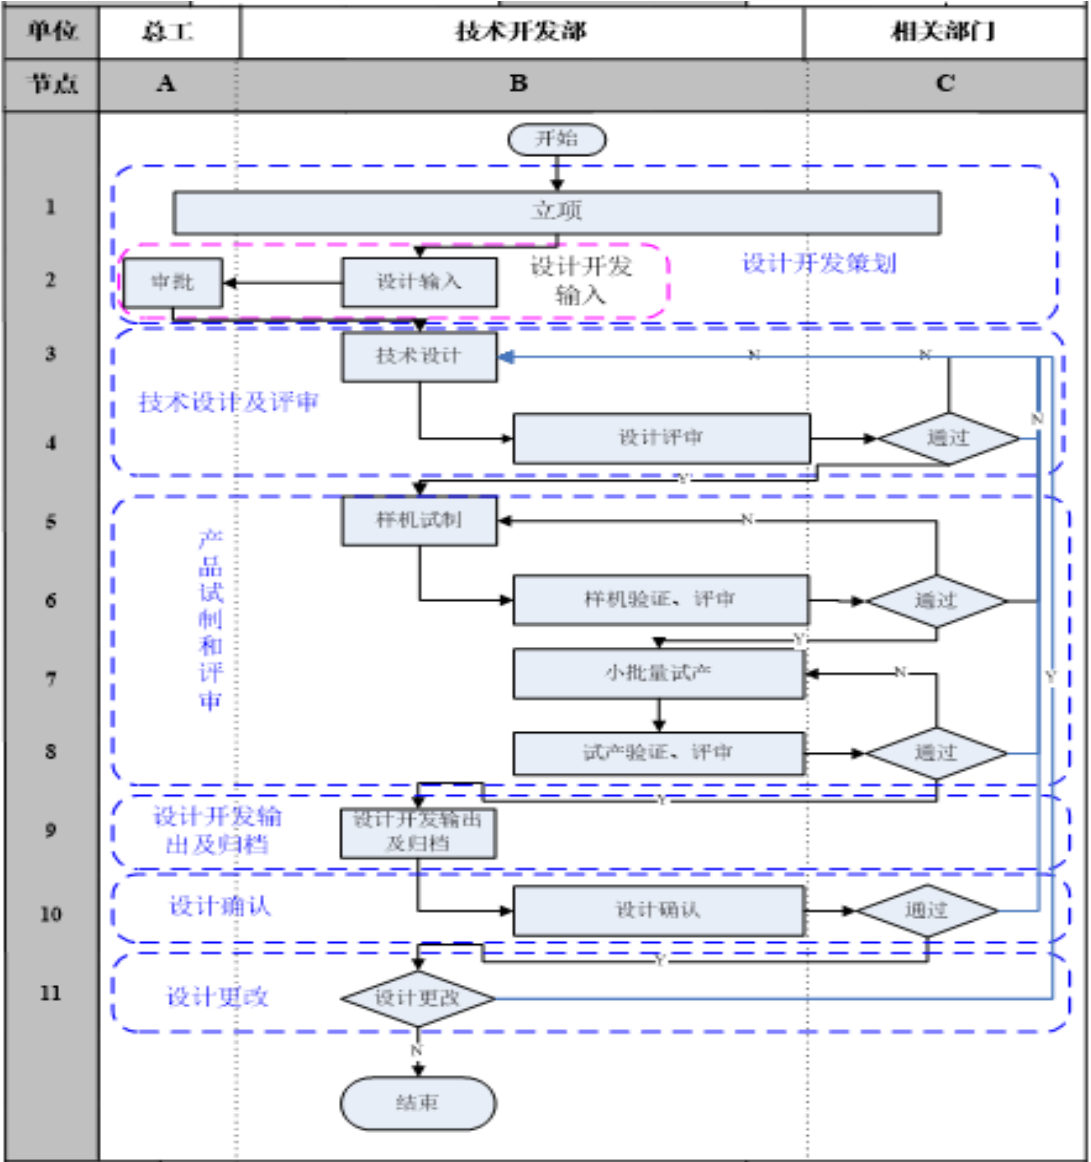 单位 总工 技术开发部 相关部门
节点 A B C
开始
1 立项
设计开发策划
2 审批 设计输入 设计开发
输入
3 技术设计 N N
技术设计及评审
N
4 设计评审 通过
Y
5 样机试制 N
产品试制和评审
6 样机验证、评审 通过
Y
7 小批量试产 N
Y
8 试产验证、评审 通过
Y
9 设计开发输
出及归档
设计开发输出
及归档
10 设计确认 设计确认 通过
Y
11 设计更改 设计更改
N
结束